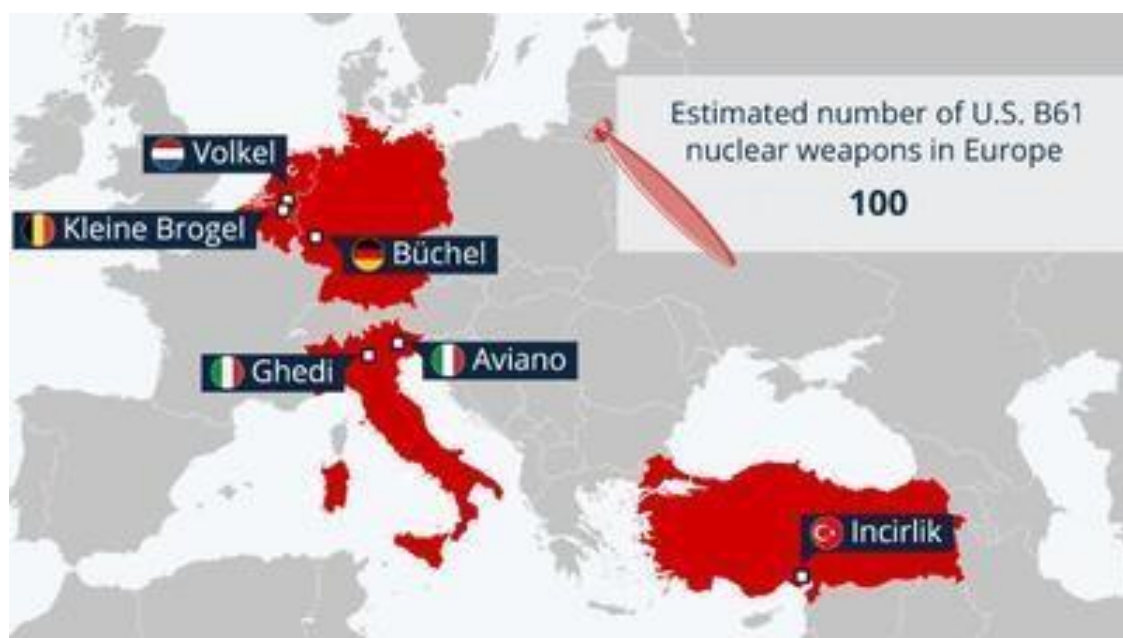 Estimated number of U.S. B61
nuclear weapons in Europe
100
Volkel
Kleine Brogel
Büchel
Ghedi
Aviano
Incirlik